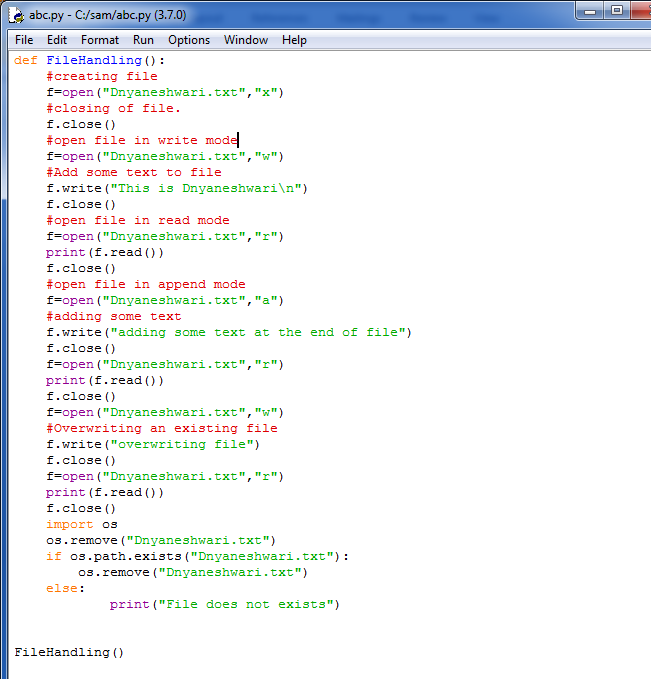 abc.py - C:/sam/abc.py (3.7.0)
File Edit Format Run Options Window Help
def FileHandling():
    #creating file
    f=open("Dnyaneshwari.txt","x")
    #closing of file.
    f.close()
    #open file in write mode
    f=open("Dnyaneshwari.txt","w")
    #Add some text to file
    f.write("This is Dnyaneshwari\n")
    f.close()
    #open file in read mode
    f=open("Dnyaneshwari.txt","r")
    print(f.read())
    f.close()
    #open file in append mode
    f=open("Dnyaneshwari.txt","a")
    #adding some text
    f.write("adding some text at the end of file")
    f.close()
    f=open("Dnyaneshwari.txt","r")
    print(f.read())
    f.close()
    f=open("Dnyaneshwari.txt","w")
    #Overwriting an existing file
    f.write("overwriting file")
    f.close()
    f=open("Dnyaneshwari.txt","r")
    print(f.read())
    f.close()
    import os
    os.remove("Dnyaneshwari.txt")
    if os.path.exists("Dnyaneshwari.txt"):
        os.remove("Dnyaneshwari.txt")
    else:
            print("File does not exists")
FileHandling()